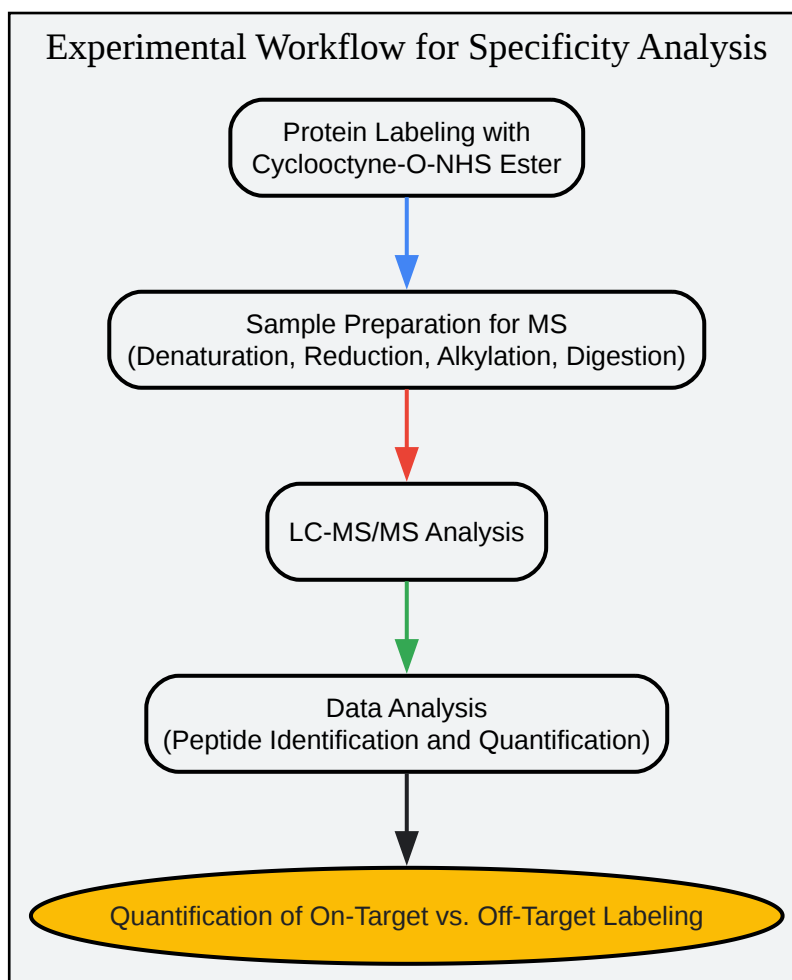 Experimental Workflow for Specificity Analysis
Protein Labeling with
Cyclooctyne-O-NHS Ester
Sample Preparation for MS
(Denaturation, Reduction, Alkylation, Digestion)
LC-MS/MS Analysis
Data Analysis
(Peptide Identification and Quantification)
Quantification of On-Target vs. Off-Target Labeling